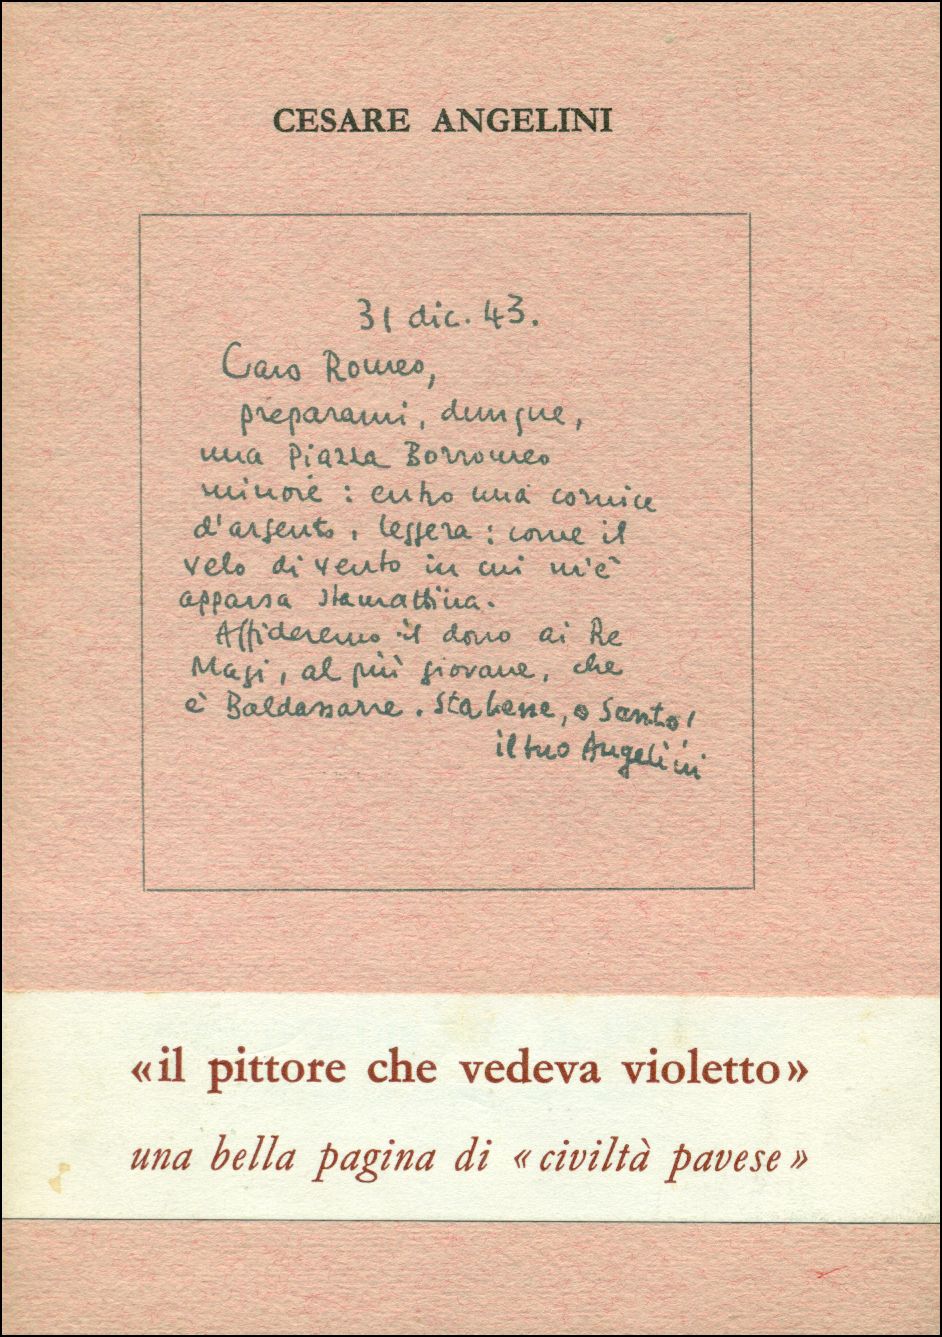 CESARE ANGELINI
31 dic. 43.
Caro Romeo,
preparami, dunque,
una Piazza Borromeo
minore: entro una cornice
d'argento, leggera: come il
velo di vento in cui m'è
apparsa stamattina.
Affideremo il dono ai Re
Magi, al più giovane, che
è Baldassarre. Sta bene, o Santo!
il tuo Angelini
«il pittore che vedeva violetto»
una bella pagina di «civiltà pavese»